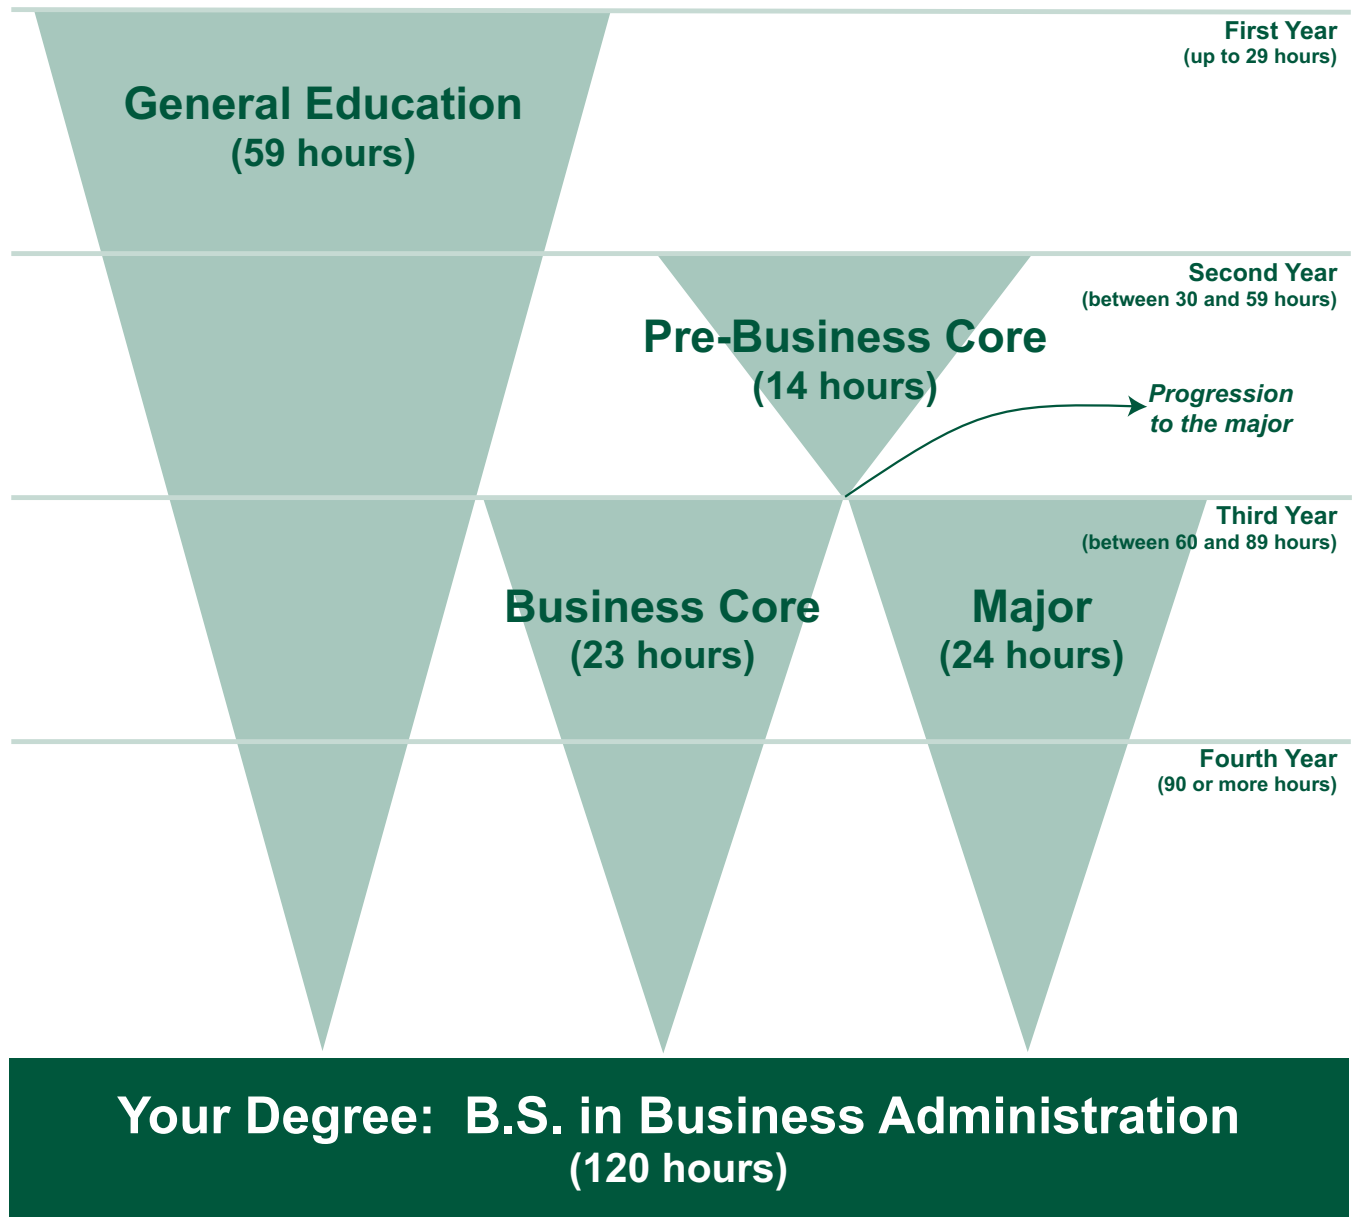 First Year
(up to 29 hours)
General Education
(59 hours)
Second Year
(between 30 and 59 hours)
Pre-Business Core
(14 hours)
Progression
to the major
Third Year
(between 60 and 89 hours)
Business Core
(23 hours)
Major
(24 hours)
Fourth Year
(90 or more hours)
Your Degree:  B.S. in Business Administration
(120 hours)